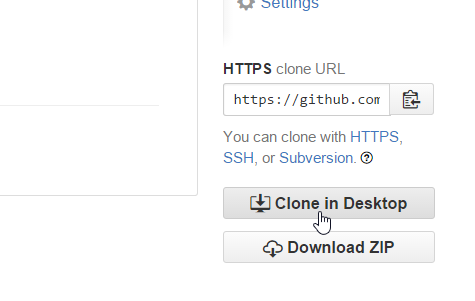 Settings
HTTPS clone URL
https://github.com
You can clone with HTTPS,
SSH, or Subversion.
Clone in Desktop
Download ZIP